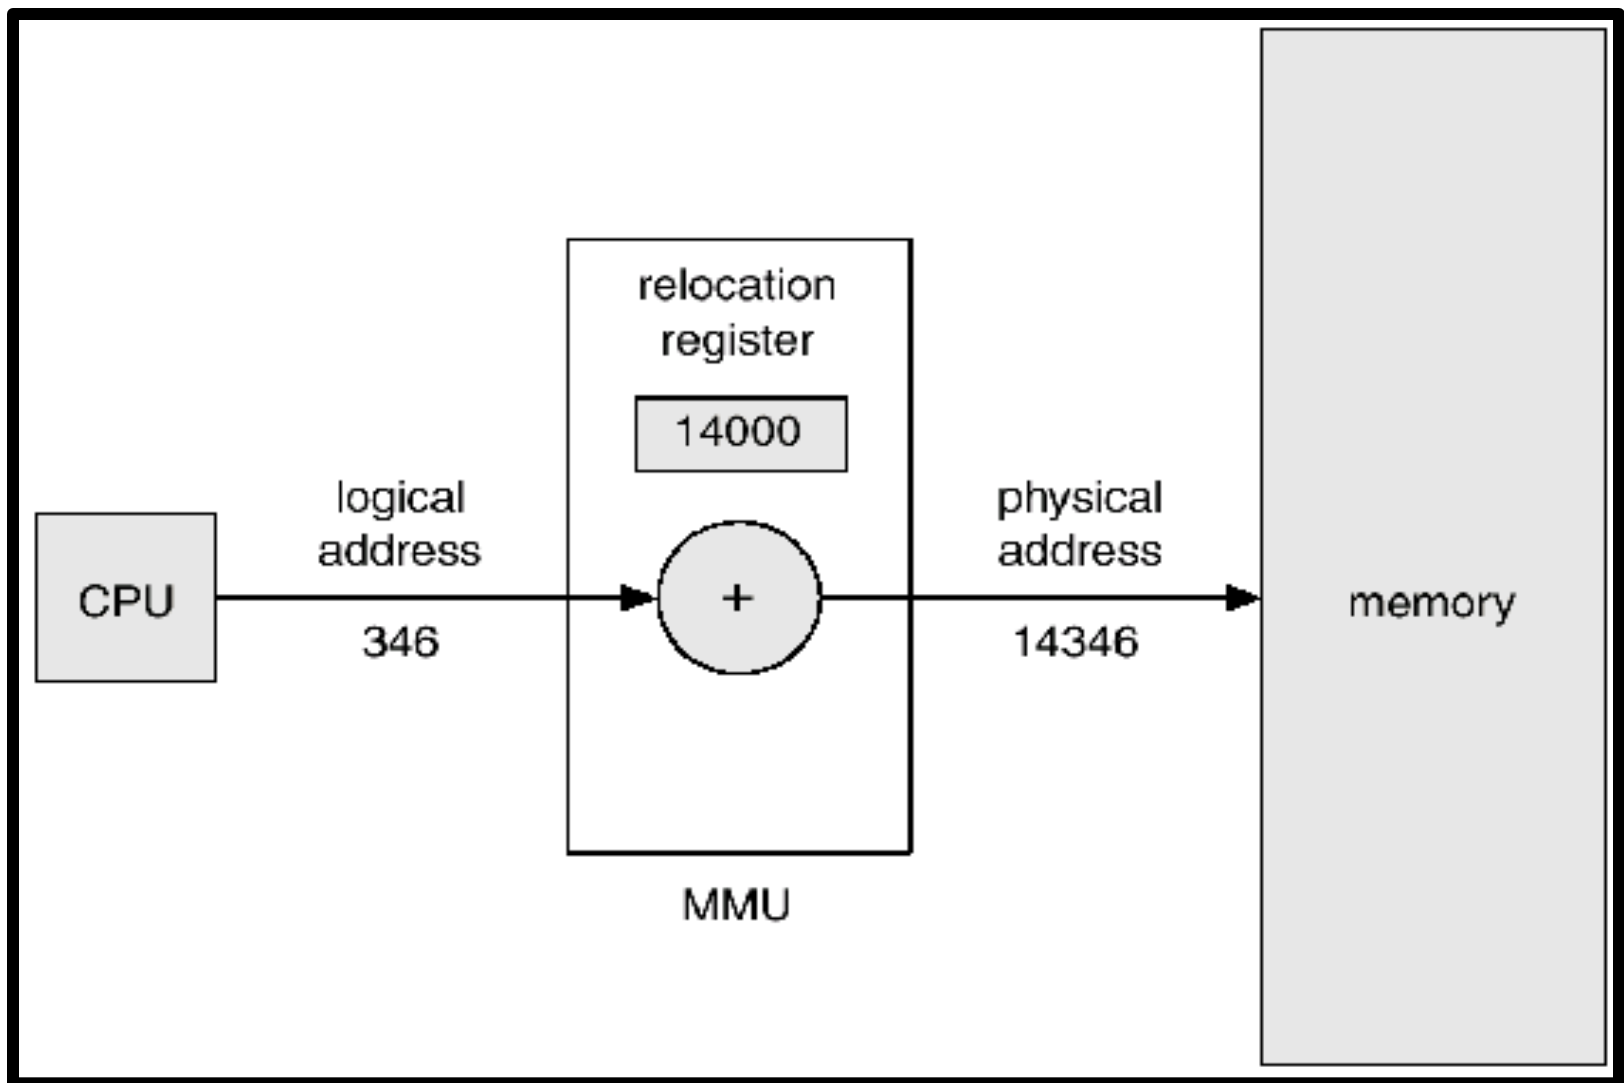 relocation
register
14000
logical
address
346
CPU
+
physical
address
14346
memory
MMU